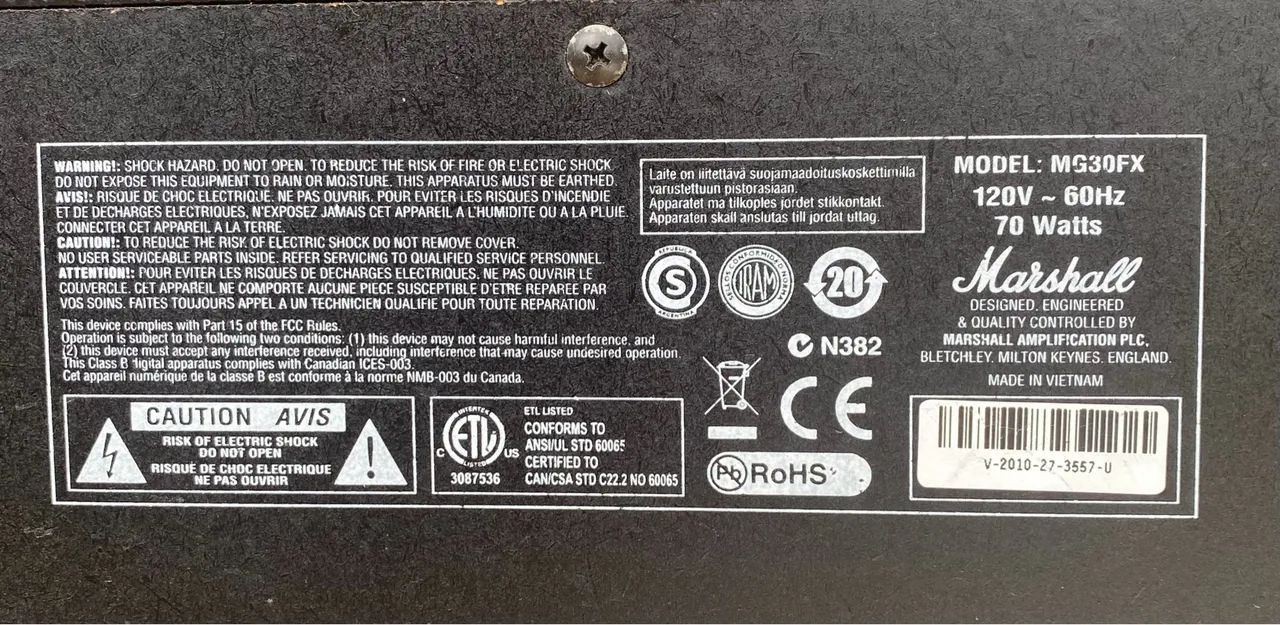 WARNING!: SHOCK HAZARD. DO NOT OPEN. TO REDUCE THE RISK OF FIRE OR ELECTRIC SHOCK
DO NOT EXPOSE THIS EQUIPMENT TO RAIN OR MOISTURE. THIS APPARATUS MUST BE EARTHED.
AVIS!: RISQUE DE CHOC ELECTRIQUE. NE PAS OUVRIR. POUR EVITER LES RISQUES D'INCENDIE
ET DE DECHARGES ELECTRIQUES, N'EXPOSEZ JAMAIS CET APPAREIL A L'HUMIDITE OU A LA PLUIE.
CONNECTER CET APPAREIL A LA TERRE.
CAUTION!: TO REDUCE THE RISK OF ELECTRIC SHOCK DO NOT REMOVE COVER.
NO USER SERVICEABLE PARTS INSIDE. REFER SERVICING TO QUALIFIED SERVICE PERSONNEL.
ATTENTION!: POUR EVITER LES RISQUES DE DECHARGES ELECTRIQUES. NE PAS OUVRIR LE
COUVERCLE. CET APPAREIL NE COMPORTE AUCUNE PIECE SUSCEPTIBLE D'ETRE REPAREE PAR
VOS SOINS. FAITES TOUJOURS APPEL A UN TECHNICIEN QUALIFIE POUR TOUTE REPARATION.
This device complies with Part 15 of the FCC Rules.
Operation is subject to the following two conditions: (1) this device may not cause harmful interference, and
(2) this device must accept any interference received, including interference that may cause undesired operation.
This Class B digital apparatus complies with Canadian ICES-003.
Cet appareil numérique de la classe B est conforme à la norme NMB-003 du Canada.
CAUTION AVIS
RISK OF ELECTRIC SHOCK
DO NOT OPEN
RISQUE DE CHOC ELECTRIQUE
NE PAS OUVRIR
INTERTEK
C ETL US
LISTED
3087536
ETL LISTED
CONFORMS TO
ANSI/UL STD 60065
CERTIFIED TO
CAN/CSA STD C22.2 NO 60065
Laite on liitettävä suojamaadoituskoskettimilla
varustettuun pistorasiaan.
Apparatet ma tilkoples jordet stikkontakt.
Apparaten skall anslutas till jordat uttag.
REPUBLICA
S
ARGENTINA
IRAM
20
N382
CE
Pb RoHS
MODEL: MG30FX
120V ~ 60Hz
70 Watts
Marshall
DESIGNED, ENGINEERED
& QUALITY CONTROLLED BY
MARSHALL AMPLIFICATION PLC,
BLETCHLEY, MILTON KEYNES, ENGLAND.
MADE IN VIETNAM
V-2010-27-3557-U